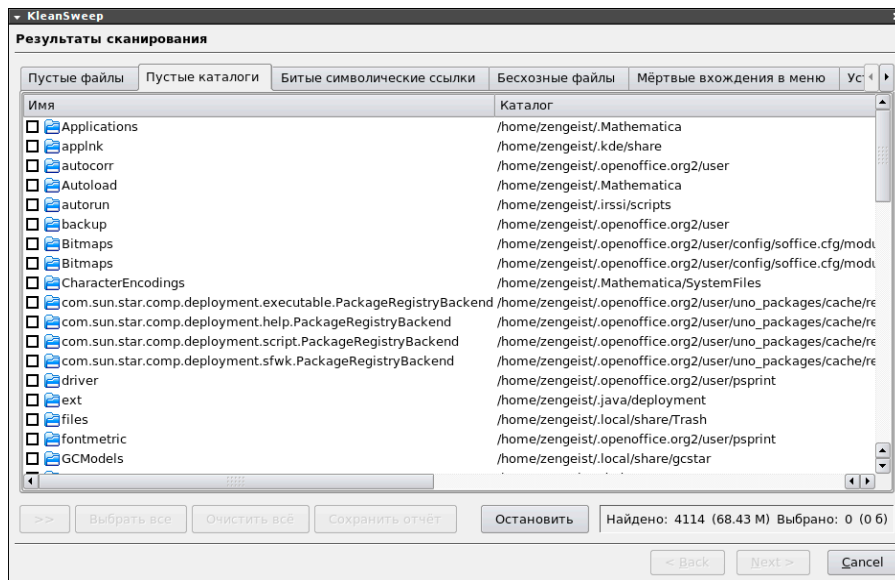 KleanSweep
Результаты сканирования
Пустые файлы Пустые каталоги Битые символические ссылки Бесхозные файлы Мёртвые вхождения в меню Ус
Имя Каталог
Applications /home/zengeist/.Mathematica
applnk /home/zengeist/.kde/share
autocorr /home/zengeist/.openoffice.org2/user
Autoload /home/zengeist/.Mathematica
autorun /home/zengeist/.irssi/scripts
backup /home/zengeist/.openoffice.org2/user
Bitmaps /home/zengeist/.openoffice.org2/user/config/soffice.cfg/modu
Bitmaps /home/zengeist/.openoffice.org2/user/config/soffice.cfg/modu
CharacterEncodings /home/zengeist/.Mathematica/SystemFiles
com.sun.star.comp.deployment.executable.PackageRegistryBackend /home/zengeist/.openoffice.org2/user/uno_packages/cache/re
com.sun.star.comp.deployment.help.PackageRegistryBackend /home/zengeist/.openoffice.org2/user/uno_packages/cache/re
com.sun.star.comp.deployment.script.PackageRegistryBackend /home/zengeist/.openoffice.org2/user/uno_packages/cache/re
com.sun.star.comp.deployment.sfwk.PackageRegistryBackend /home/zengeist/.openoffice.org2/user/uno_packages/cache/re
driver /home/zengeist/.openoffice.org2/user/psprint
ext /home/zengeist/.java/deployment
files /home/zengeist/.local/share/Trash
fontmetric /home/zengeist/.openoffice.org2/user/psprint
GCModels /home/zengeist/.local/share/gcstar
>> Выбрать все Очистить всё Сохранить отчёт Остановить Найдено: 4114 (68.43 М) Выбрано: 0 (0 б)
< Back Next > Cancel